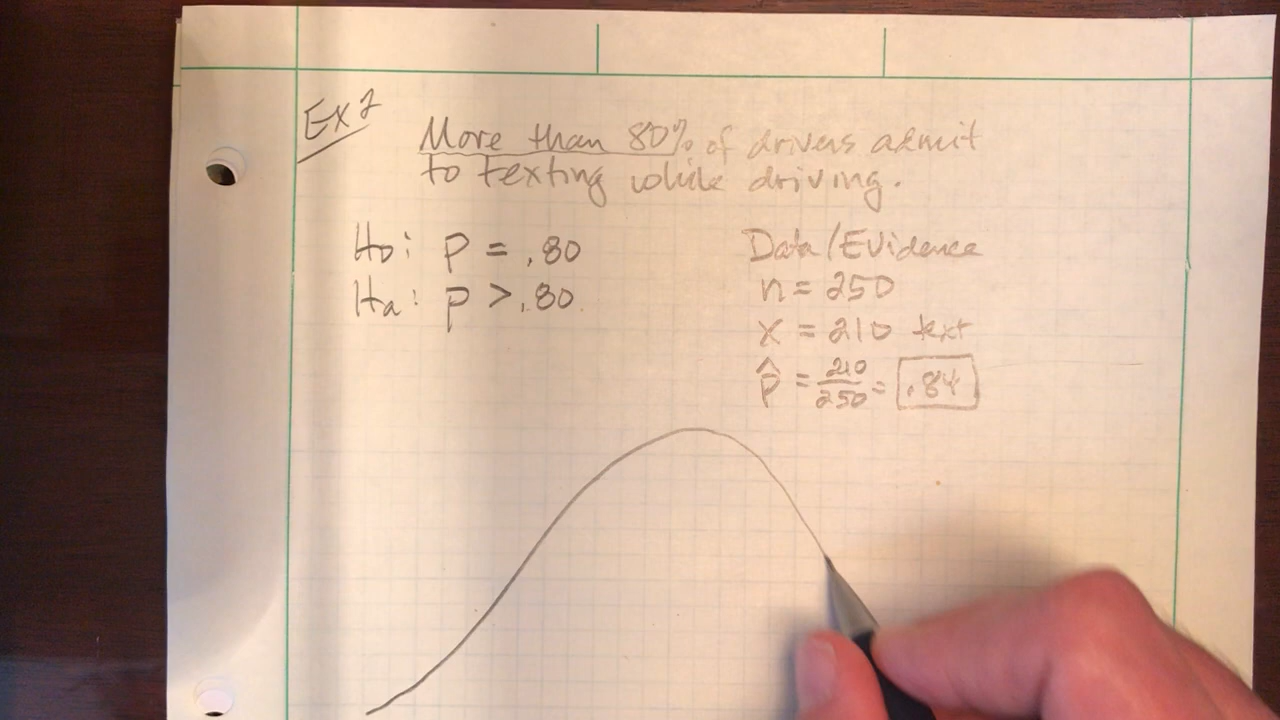 Ex 2
More than 80% of drivers admit
to texting while driving.
Ho: p = .80
Ha: p > .80
Data/Evidence
n = 250
x = 210 text
p̂ = 210/250 = .84